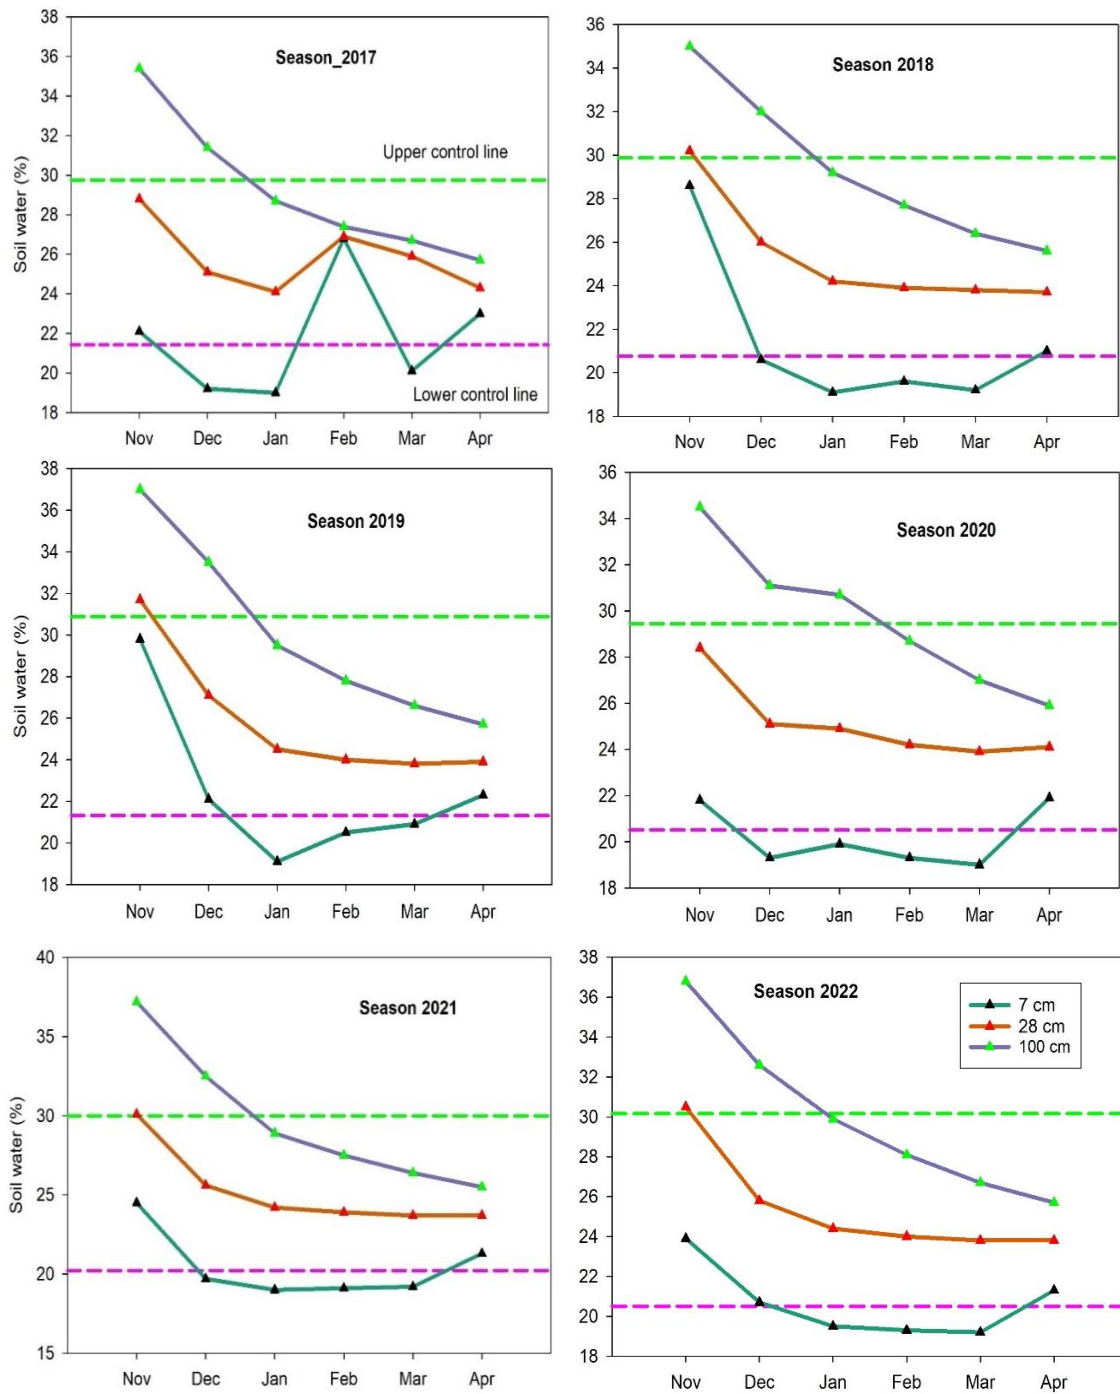 38
36
34
32
30
28
26
24
22
20
18
Soil water (%)
Season_2017
Upper control line
Lower control line
Nov Dec Jan Feb Mar Apr
36
34
32
30
28
26
24
22
20
18
Season 2018
Nov Dec Jan Feb Mar Apr
38
36
34
32
30
28
26
24
22
20
18
Soil water (%)
Season 2019
Nov Dec Jan Feb Mar Apr
36
34
32
30
28
26
24
22
20
18
Season 2020
Nov Dec Jan Feb Mar Apr
40
35
30
25
20
15
Soil water (%)
Season 2021
Nov Dec Jan Feb Mar Apr
38
36
34
32
30
28
26
24
22
20
18
Season 2022
7 cm
28 cm
100 cm
Nov Dec Jan Feb Mar Apr